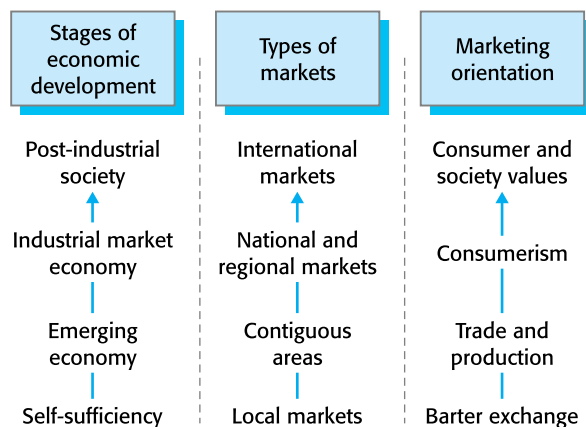 Stages of
economic
development
Types of
markets
Marketing
orientation
Post-industrial
society
International
markets
Consumer and
society values
Industrial market
economy
National and
regional markets
Consumerism
Emerging
economy
Contiguous
areas
Trade and
production
Self-sufficiency
Local markets
Barter exchange